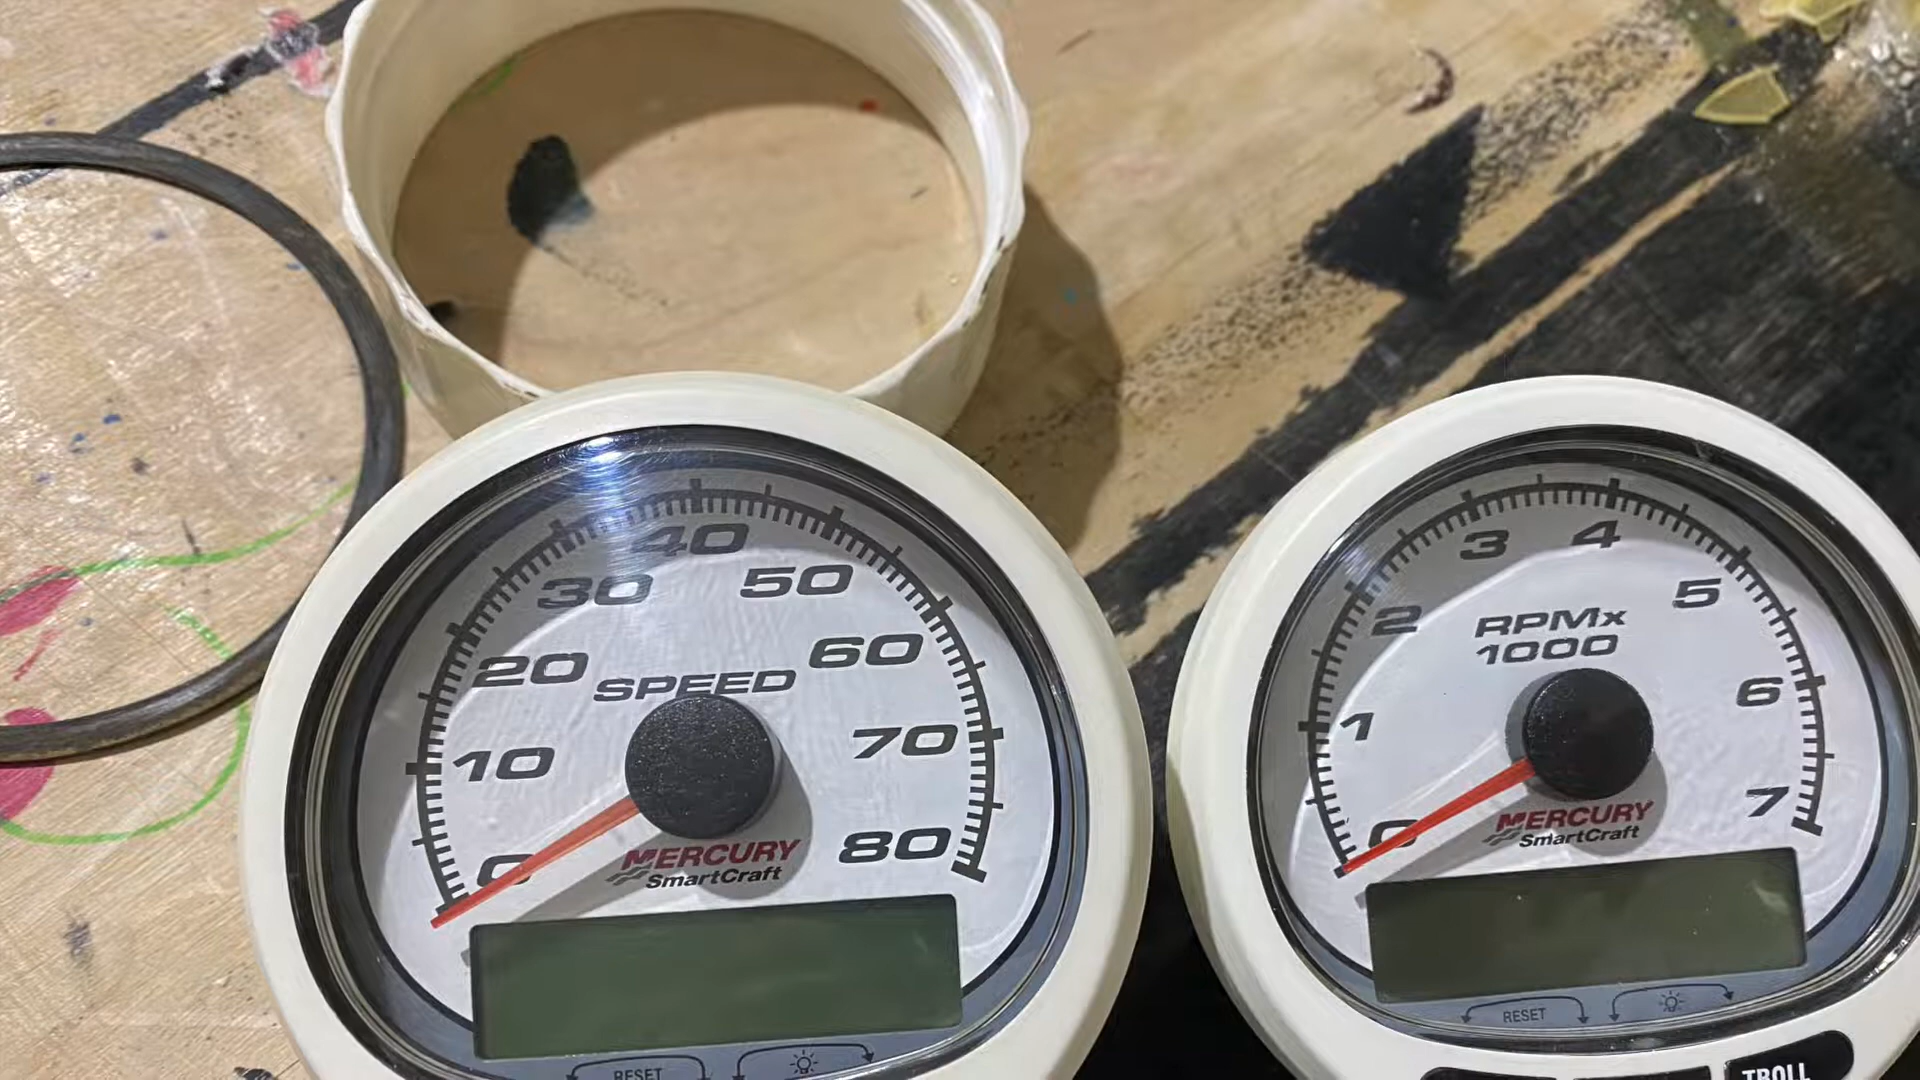 40
30 50
20 60
SPEED
10 70
0 80
MERCURY
SmartCraft
RESET
3 4
2 5
RPMx
1000
1 6
0 7
MERCURY
SmartCraft
RESET
TROLL